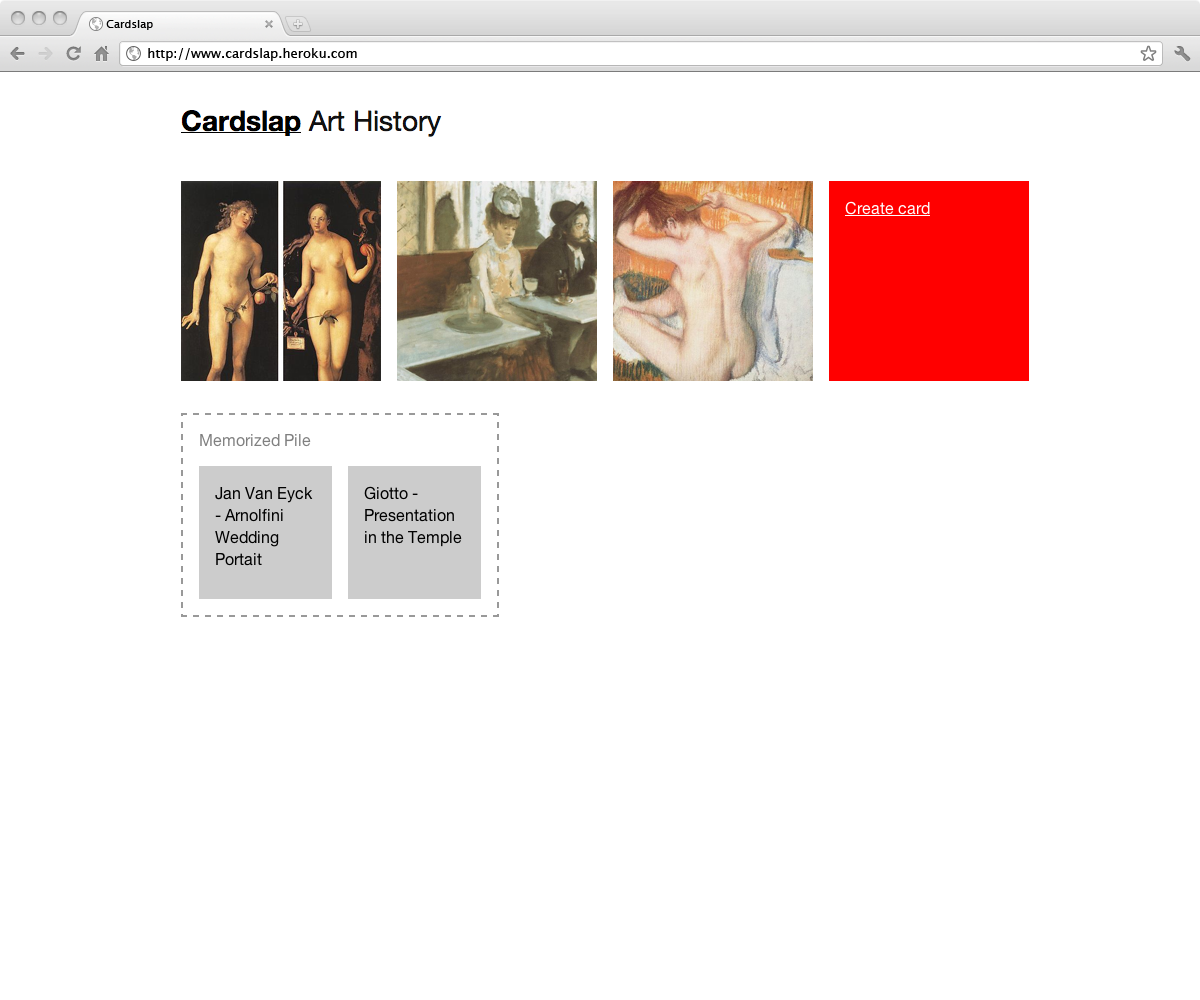 Cardslap
http://www.cardslap.heroku.com
Cardslap Art History
Create card
Memorized Pile
Jan Van Eyck
- Arnolfini
Wedding
Portait
Giotto -
Presentation
in the Temple